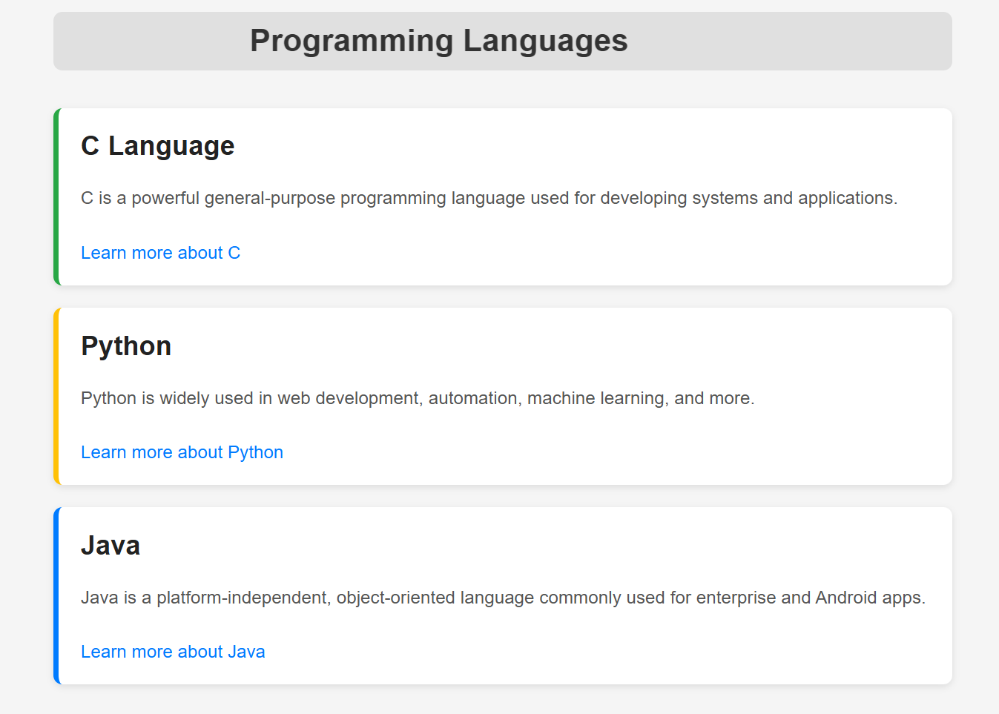 Programming Languages
C Language
C is a powerful general-purpose programming language used for developing systems and applications.
Learn more about C
Python
Python is widely used in web development, automation, machine learning, and more.
Learn more about Python
Java
Java is a platform-independent, object-oriented language commonly used for enterprise and Android apps.
Learn more about Java